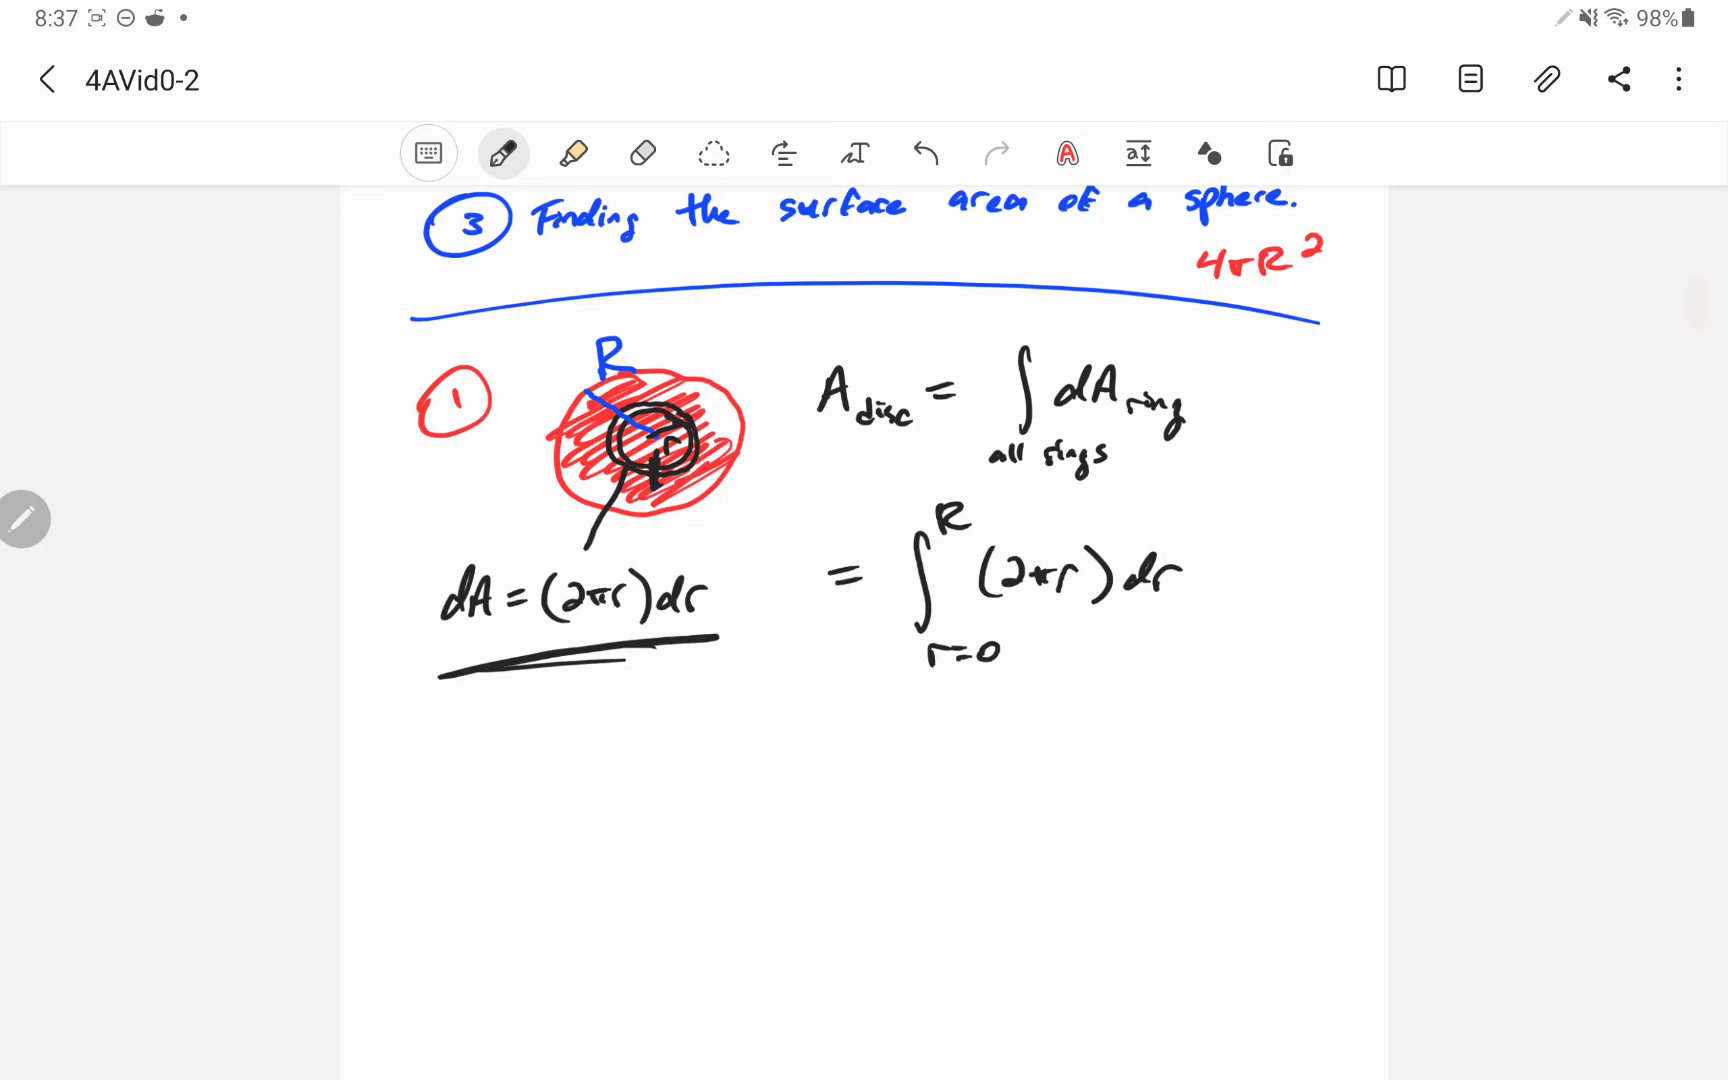 8:37 98%
4AVid0-2
③ Finding the surface area of a sphere.
4πR²
①
R
r
A_disc = ∫ dA_ring
all rings
dA = (2πr)dr
= ∫_{r=0}^{R} (2πr) dr